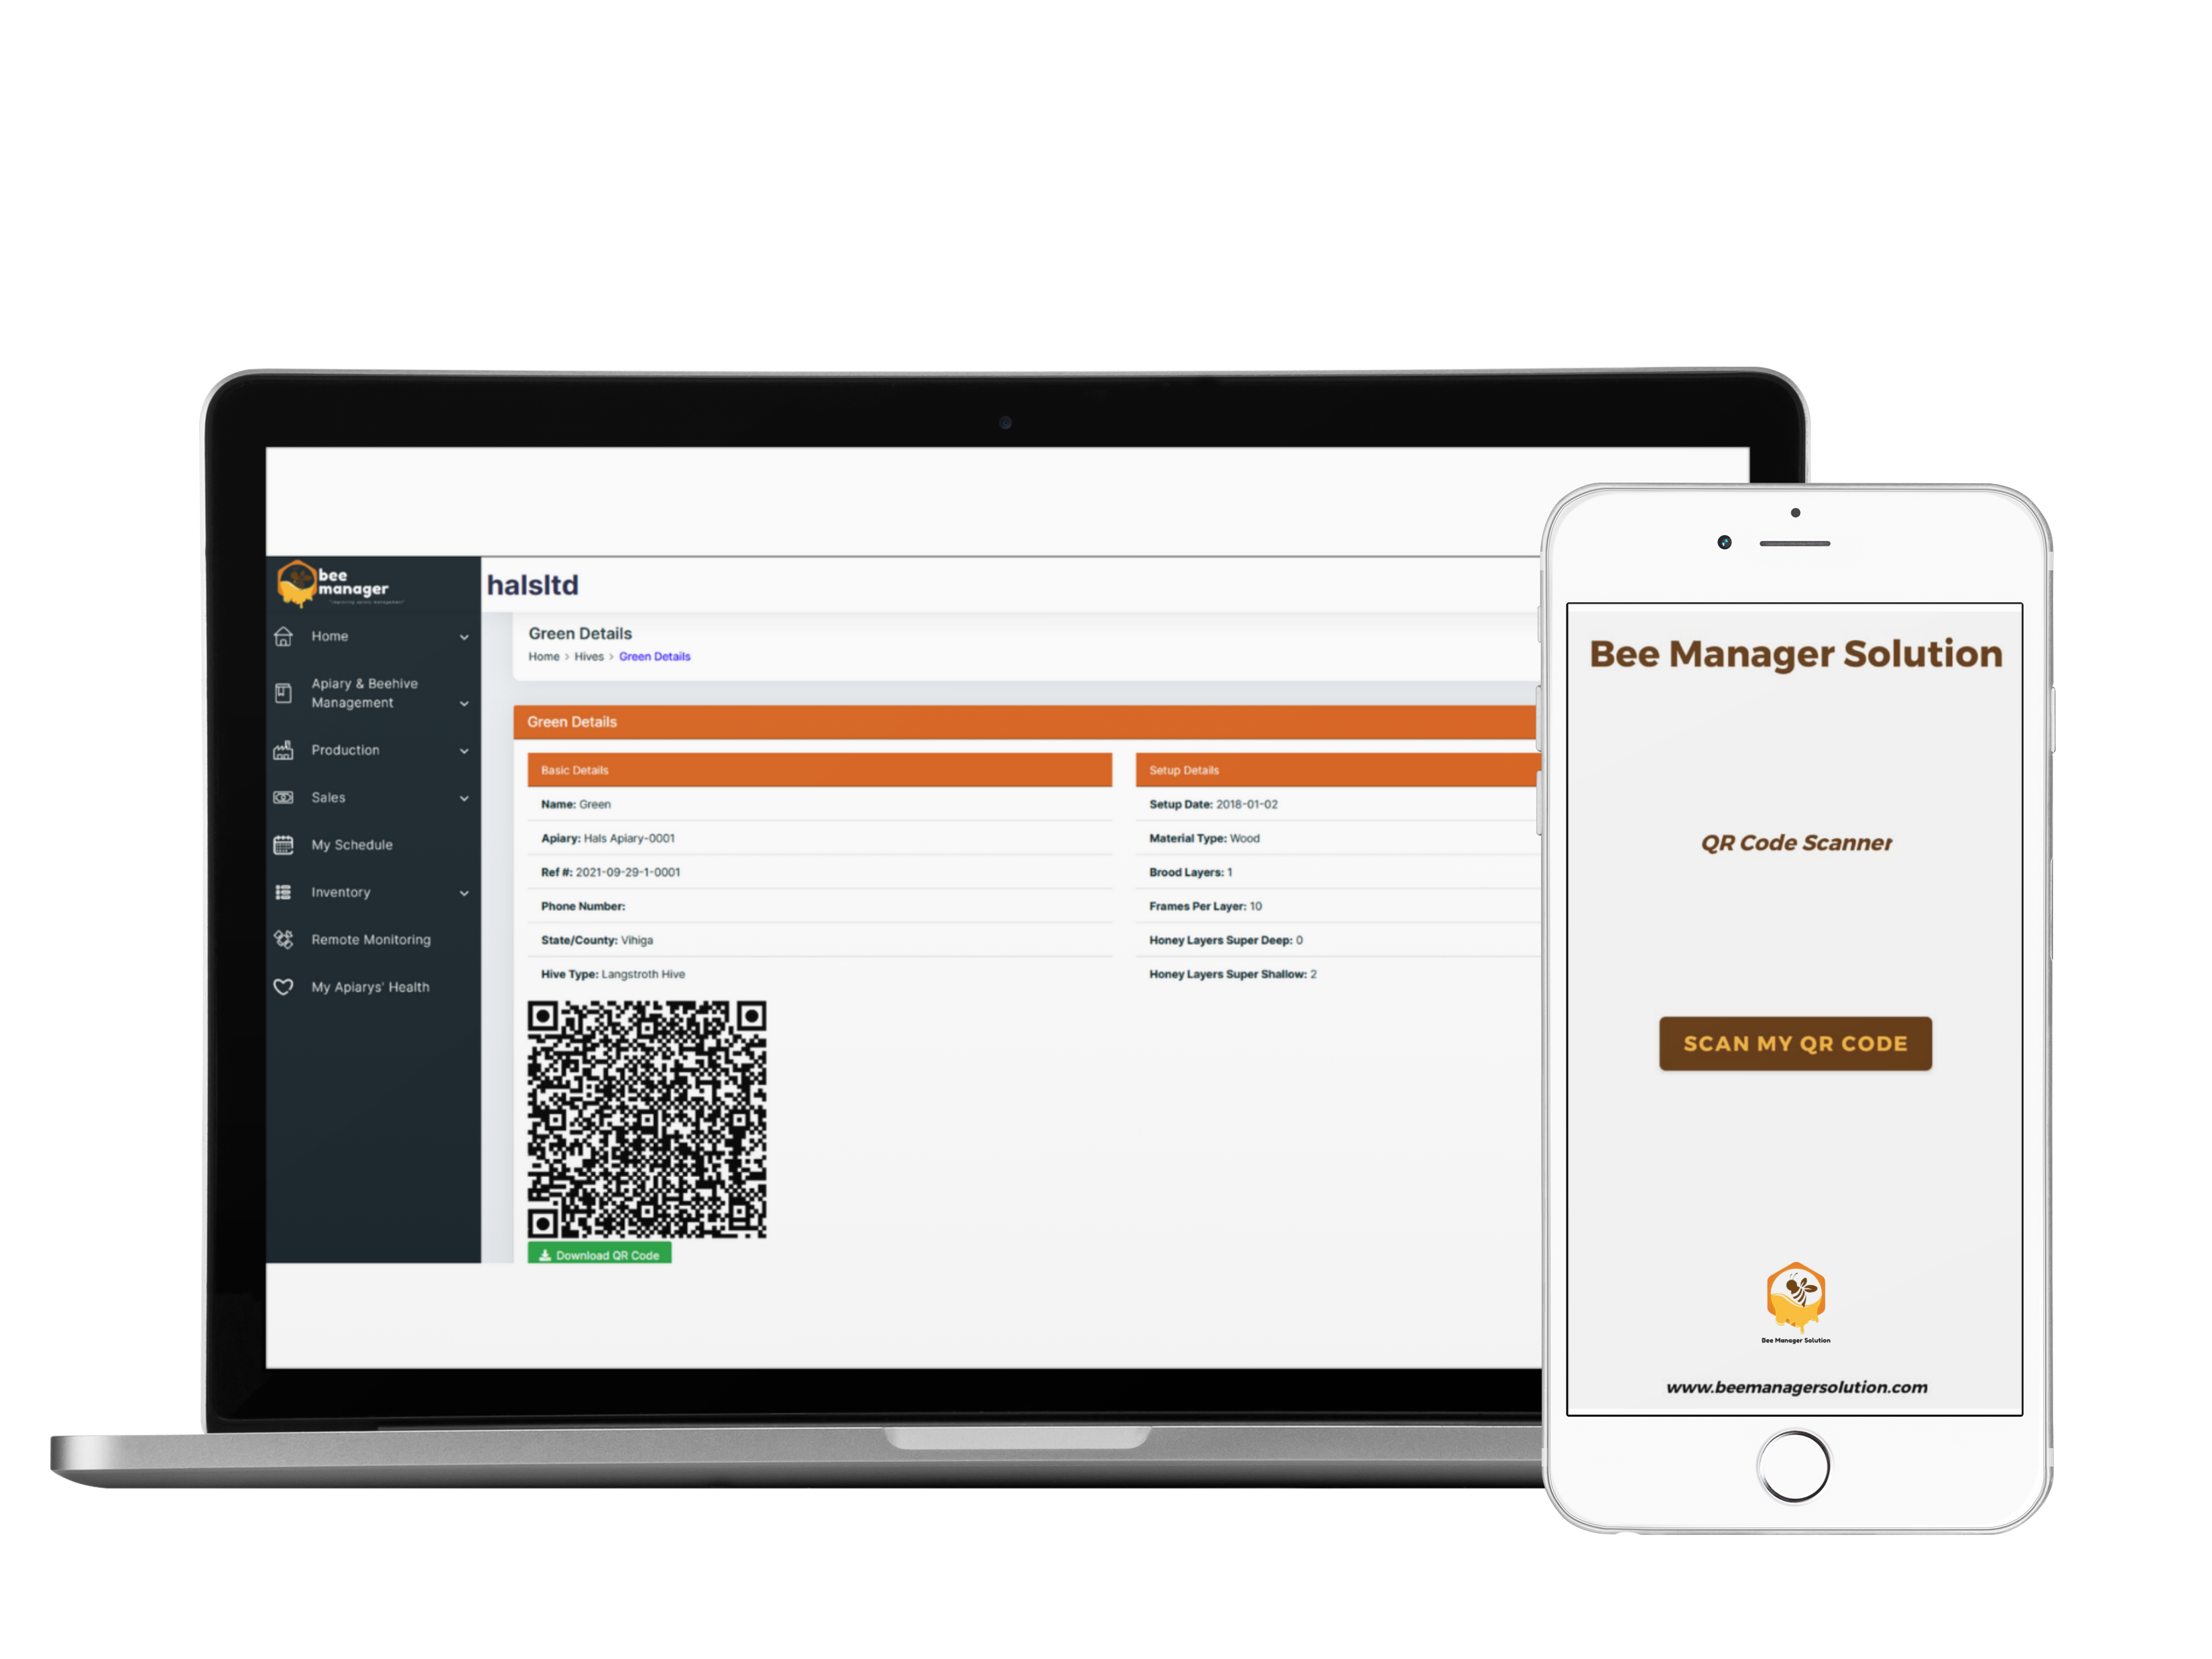 bee
manager
"improving apiary management"
halsltd
Home
Apiary & Beehive
Management
Production
Sales
My Schedule
Inventory
Remote Monitoring
My Apiarys' Health
Green Details
Home > Hives > Green Details
Green Details
Basic Details
Name: Green
Apiary: Hals Apiary-0001
Ref #: 2021-09-29-1-0001
Phone Number:
State/County: Vihiga
Hive Type: Langstroth Hive
Download QR Code
Setup Details
Setup Date: 2018-01-02
Material Type: Wood
Brood Layers: 1
Frames Per Layer: 10
Honey Layers Super Deep: 0
Honey Layers Super Shallow: 2
Bee Manager Solution
QR Code Scanner
SCAN MY QR CODE
Bee Manager Solution
www.beemanagersolution.com